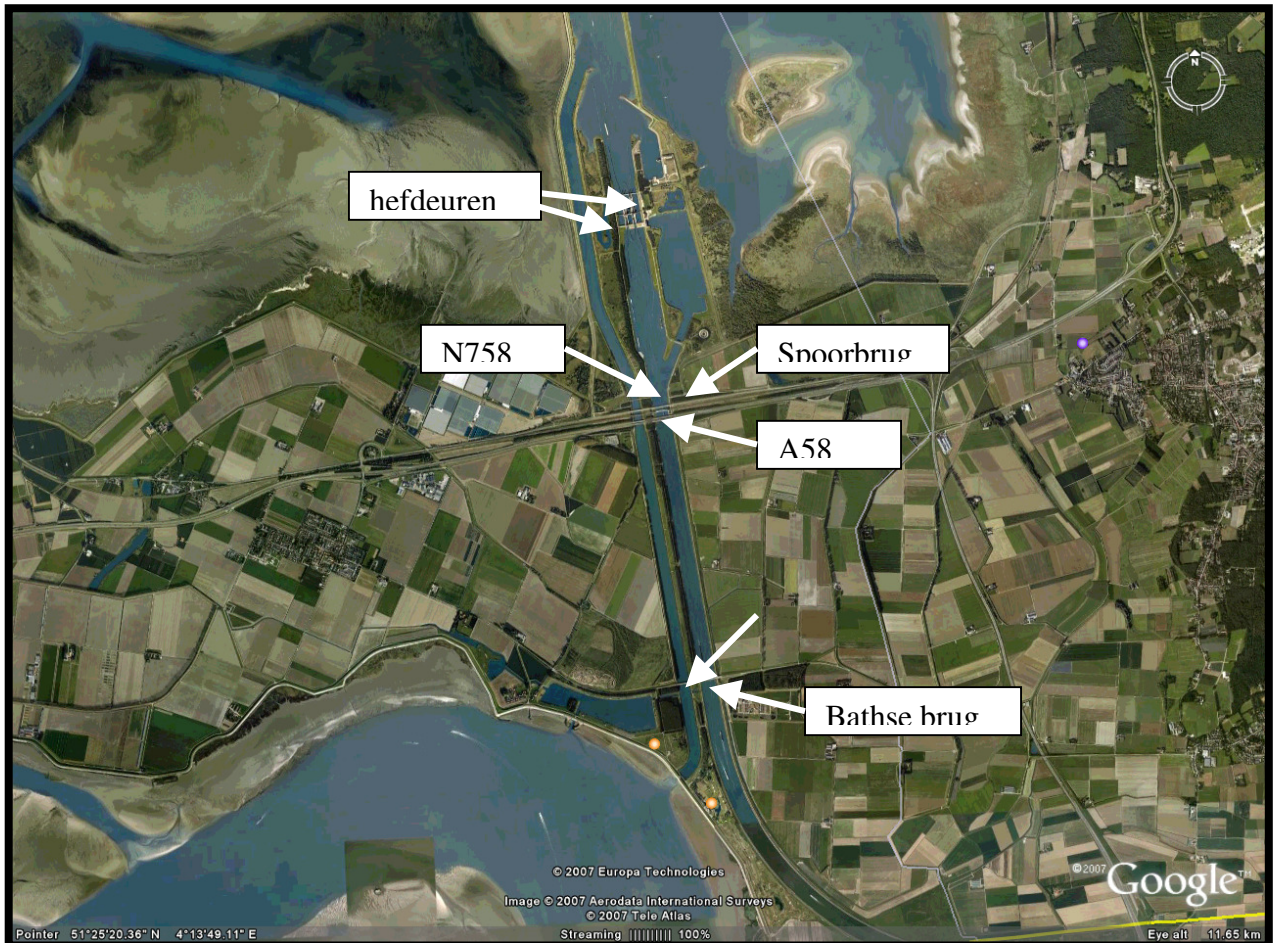 N
hefdeuren
N758
Spoorbrug
A58
Bathse brug
© 2007 Europa Technologies
Image © 2007 Aerodata International Surveys
© 2007 Tele Atlas
© 2007 Google™
Pointer 51°25'20.36" N 4°13'49.11" E
Streaming |||||||||| 100%
Eye alt 11.65 km